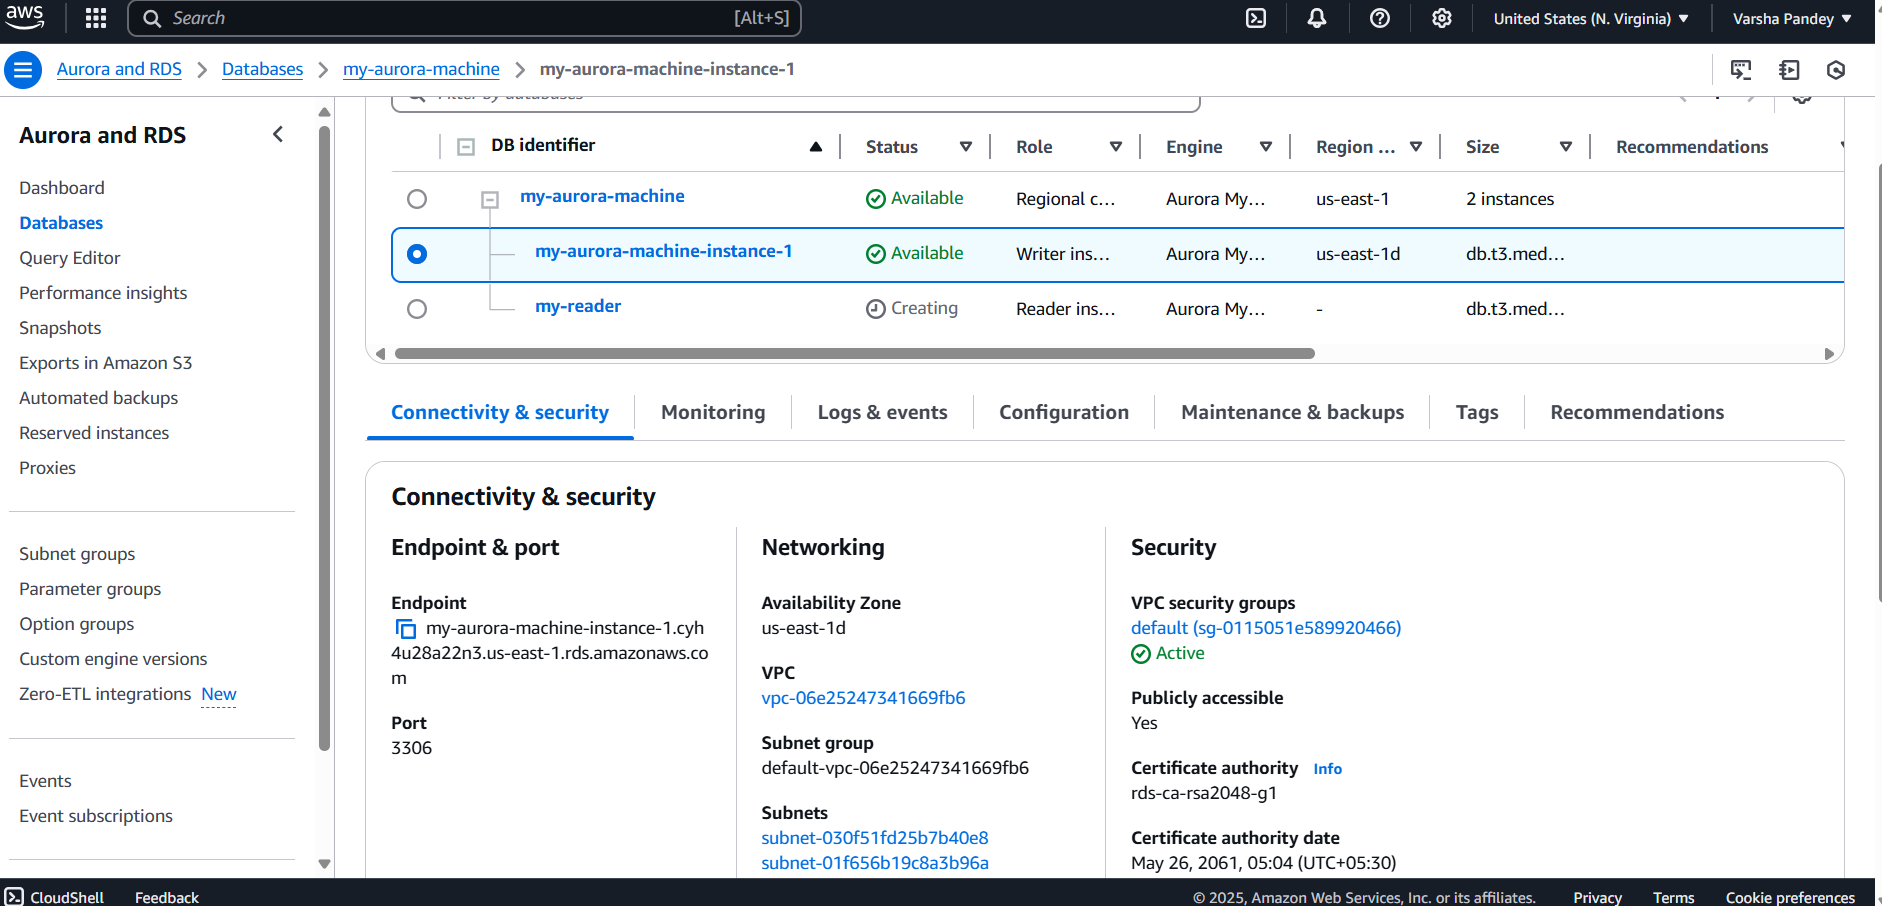 aws
Search
[Alt+S]
United States (N. Virginia)
Varsha Pandey
Aurora and RDS
Databases
my-aurora-machine
my-aurora-machine-instance-1
Aurora and RDS
Dashboard
Databases
Query Editor
Performance insights
Snapshots
Exports in Amazon S3
Automated backups
Reserved instances
Proxies
Subnet groups
Parameter groups
Option groups
Custom engine versions
Zero-ETL integrations New
Events
Event subscriptions
Filter by databases
DB identifier Status Role Engine Region ... Size Recommendations
my-aurora-machine Available Regional c... Aurora My... us-east-1 2 instances
my-aurora-machine-instance-1 Available Writer ins... Aurora My... us-east-1d db.t3.med...
my-reader Creating Reader ins... Aurora My... - db.t3.med...
Connectivity & security
Monitoring
Logs & events
Configuration
Maintenance & backups
Tags
Recommendations
Connectivity & security
Endpoint & port
Endpoint
my-aurora-machine-instance-1.cyh
4u28a22n3.us-east-1.rds.amazonaws.co
m
Port
3306
Networking
Availability Zone
us-east-1d
VPC
vpc-06e25247341669fb6
Subnet group
default-vpc-06e25247341669fb6
Subnets
subnet-030f51fd25b7b40e8
subnet-01f656b19c8a3b96a
Security
VPC security groups
default (sg-0115051e589920466)
Active
Publicly accessible
Yes
Certificate authority Info
rds-ca-rsa2048-g1
Certificate authority date
May 26, 2061, 05:04 (UTC+05:30)
CloudShell
Feedback
© 2025, Amazon Web Services, Inc. or its affiliates.
Privacy
Terms
Cookie preferences